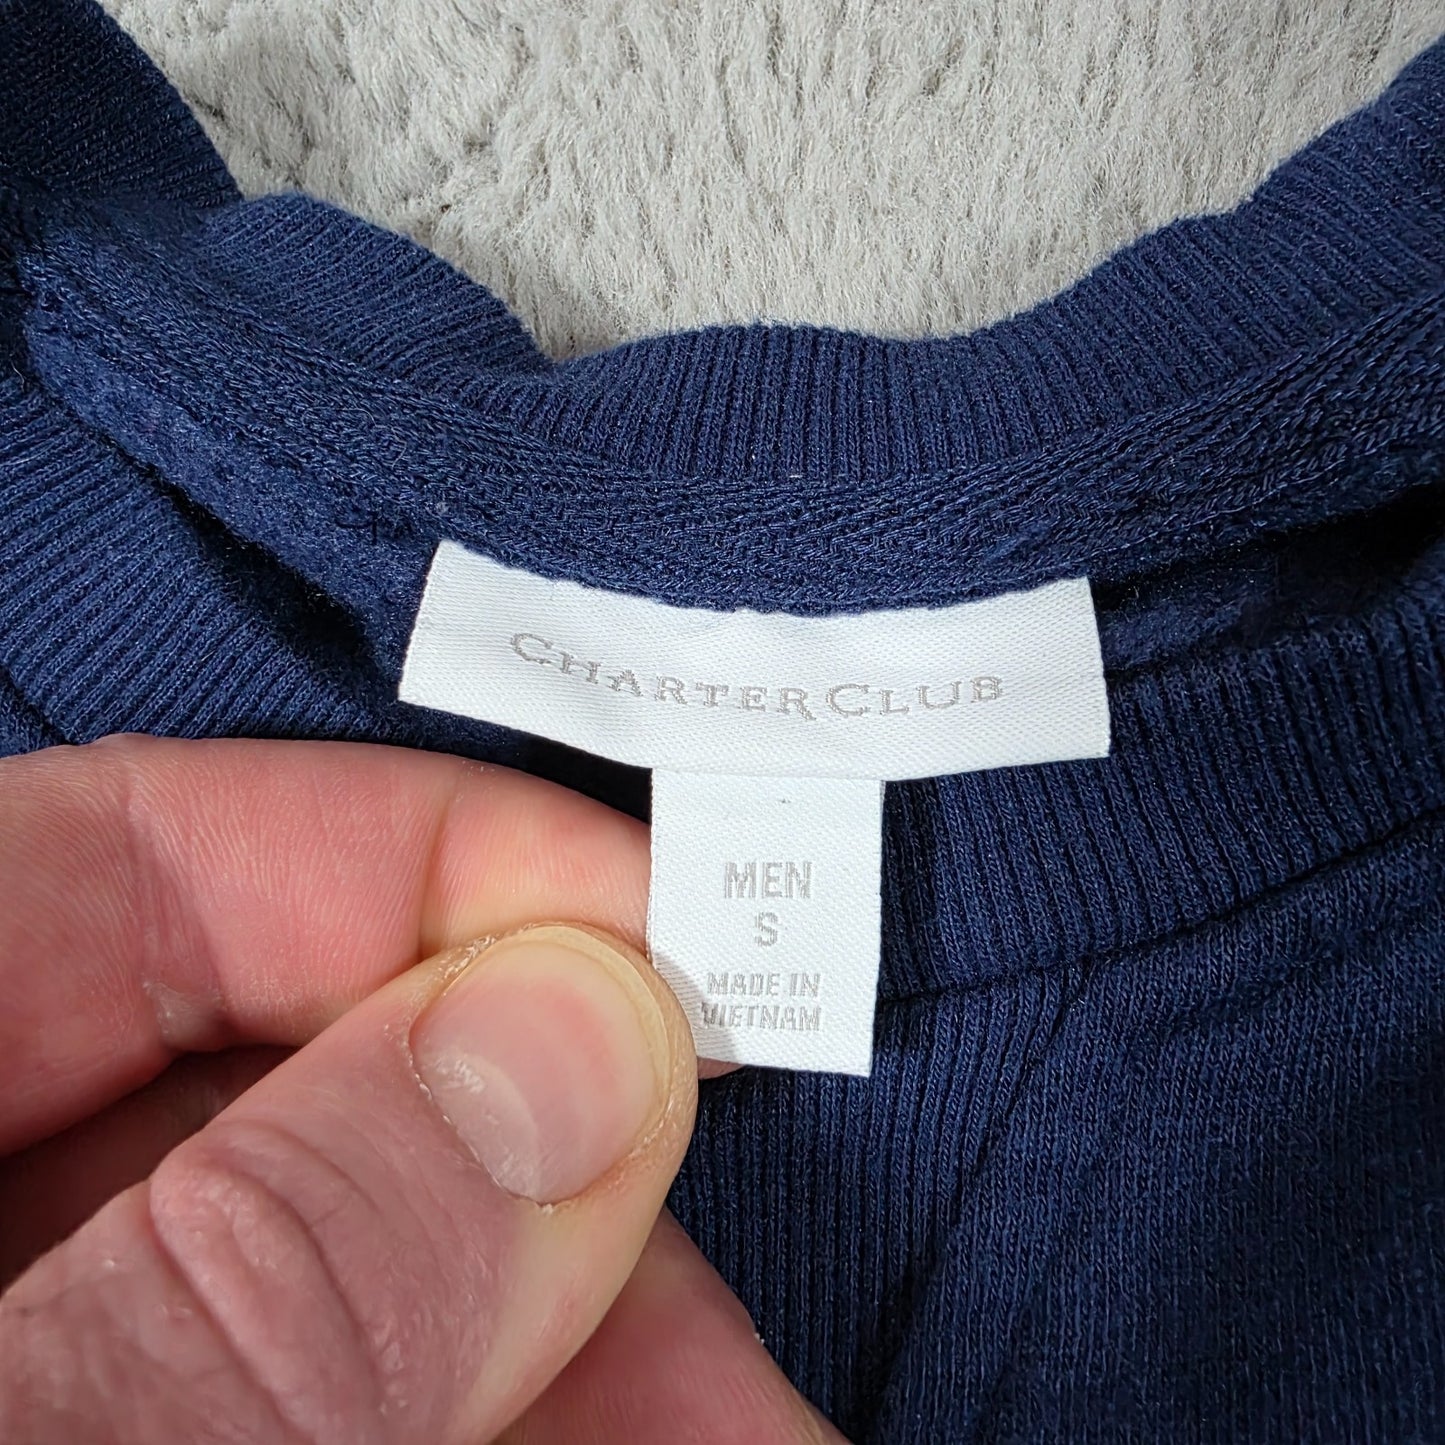 CHARTER CLUB
MEN
S
MADE IN
VIETNAM